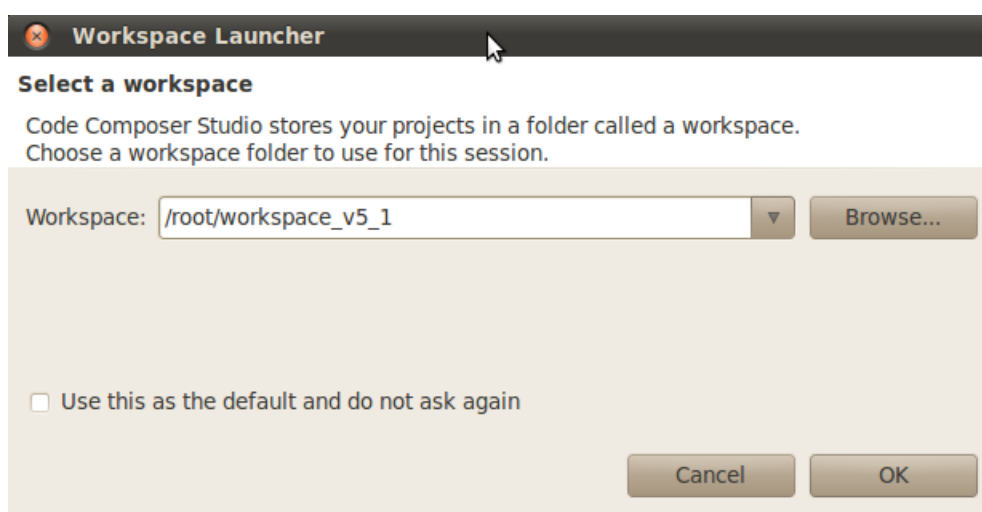 Workspace Launcher
Select a workspace
Code Composer Studio stores your projects in a folder called a workspace.
Choose a workspace folder to use for this session.
Workspace: /root/workspace_v5_1 Browse...
Use this as the default and do not ask again
Cancel OK